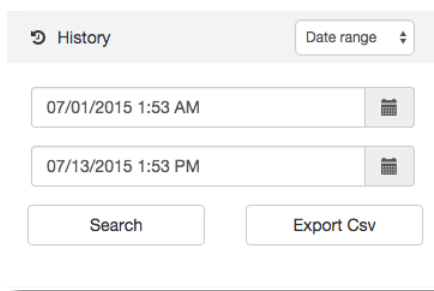 History
Date range
07/01/2015 1:53 AM
07/13/2015 1:53 PM
Search
Export Csv